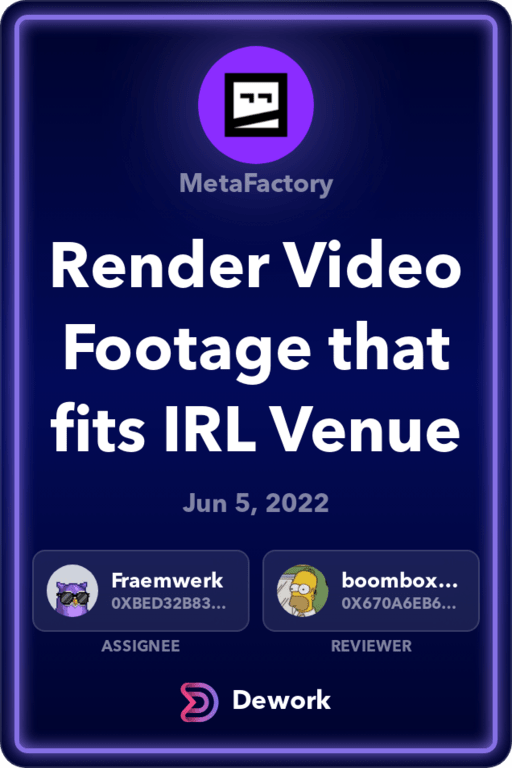 MetaFactory
Render Video
Footage that
fits IRL Venue
Jun 5, 2022
Fraemwerk
0XBED32B83...
ASSIGNEE
boombox...
0X670A6EB6...
REVIEWER
Dework